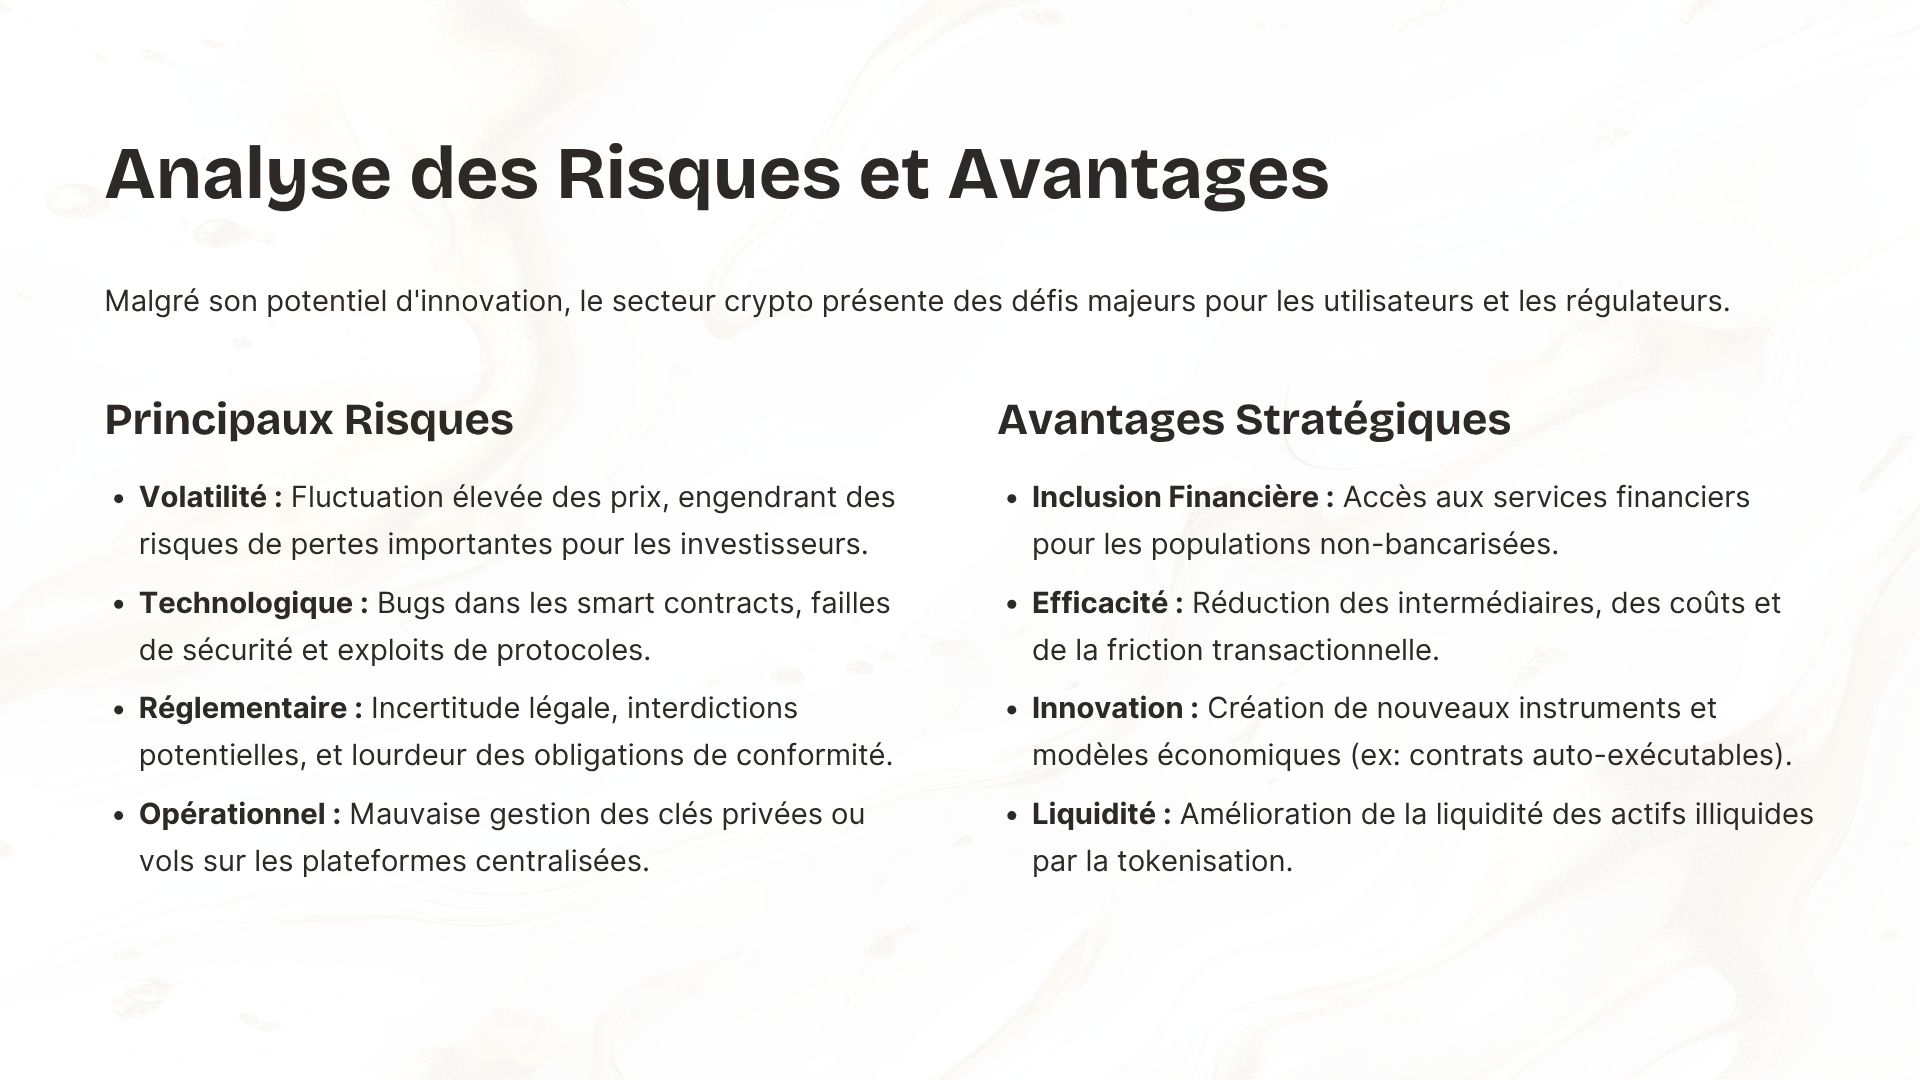 Analyse des Risques et Avantages
Malgré son potentiel d'innovation, le secteur crypto présente des défis majeurs pour les utilisateurs et les régulateurs.
Principaux Risques
• Volatilité : Fluctuation élevée des prix, engendrant des
risques de pertes importantes pour les investisseurs.
• Technologique : Bugs dans les smart contracts, failles
de sécurité et exploits de protocoles.
• Réglementaire : Incertitude légale, interdictions
potentielles, et lourdeur des obligations de conformité.
• Opérationnel : Mauvaise gestion des clés privées ou
vols sur les plateformes centralisées.
Avantages Stratégiques
• Inclusion Financière : Accès aux services financiers
pour les populations non-bancarisées.
• Efficacité : Réduction des intermédiaires, des coûts et
de la friction transactionnelle.
• Innovation : Création de nouveaux instruments et
modèles économiques (ex: contrats auto-exécutables).
• Liquidité : Amélioration de la liquidité des actifs illiquides
par la tokenisation.